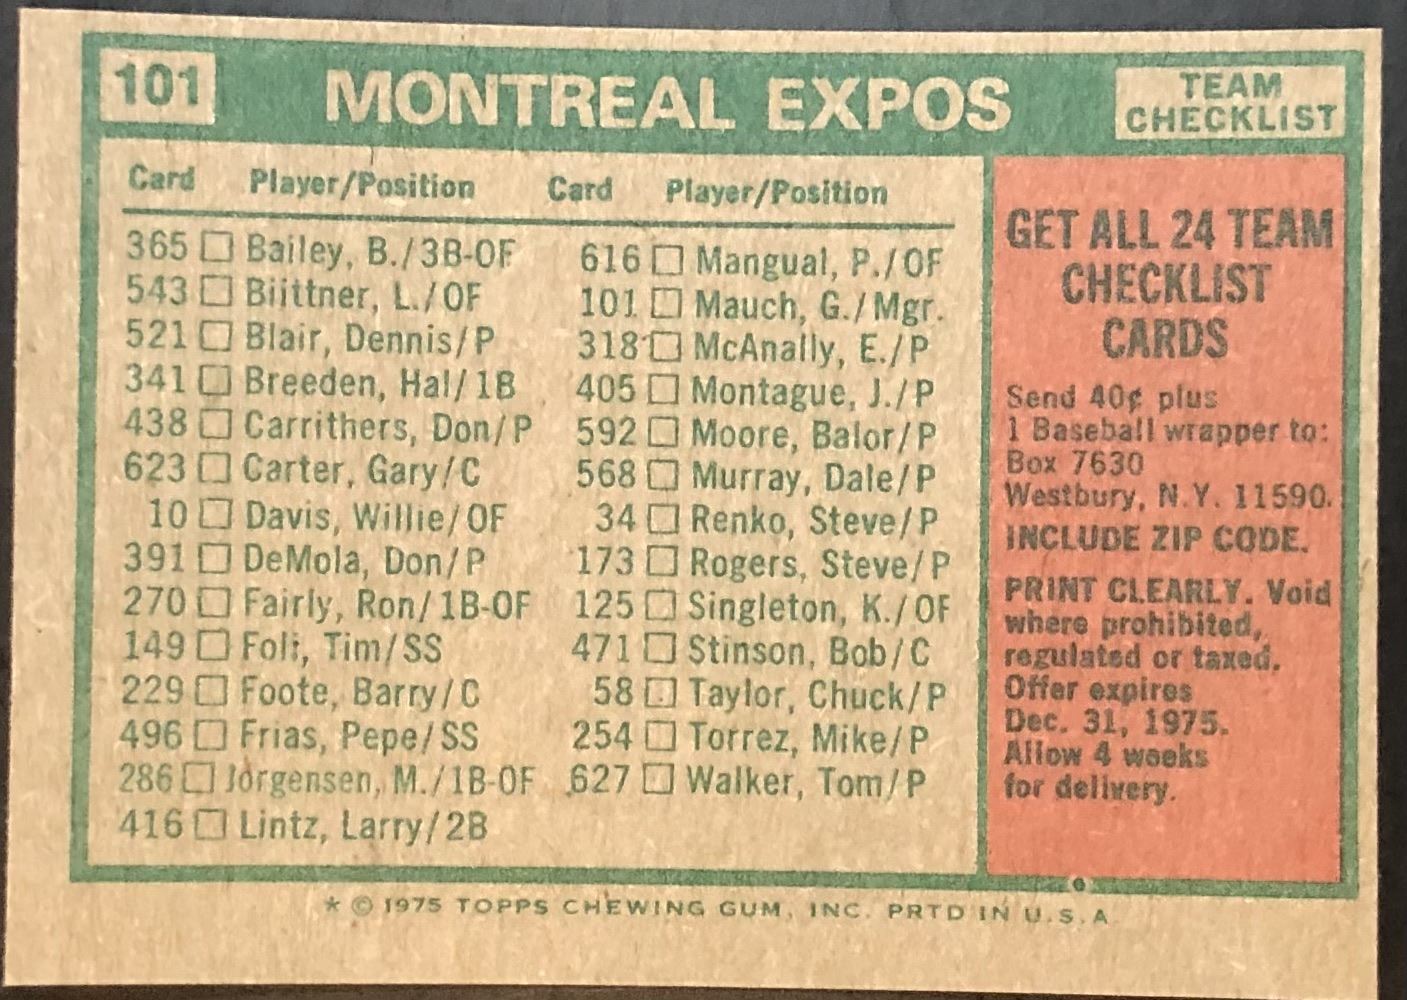 101
MONTREAL EXPOS
TEAM
CHECKLIST
Card Player/Position
365 Bailey, B./3B-OF
543 Biittner, L./OF
521 Blair, Dennis/P
341 Breeden, Hal/1B
438 Carrithers, Don/P
623 Carter, Gary/C
10 Davis, Willie/OF
391 DeMola, Don/P
270 Fairly, Ron/1B-OF
149 Foli, Tim/SS
229 Foote, Barry/C
496 Frias, Pepe/SS
286 Jorgensen, M./1B-OF
416 Lintz, Larry/2B
Card Player/Position
616 Mangual, P./OF
101 Mauch, G./Mgr.
318 McAnally, E./P
405 Montague, J./P
592 Moore, Balor/P
568 Murray, Dale/P
34 Renko, Steve/P
173 Rogers, Steve/P
125 Singleton, K./OF
471 Stinson, Bob/C
58 Taylor, Chuck/P
254 Torrez, Mike/P
627 Walker, Tom/P
GET ALL 24 TEAM
CHECKLIST
CARDS
Send 40¢ plus
1 Baseball wrapper to:
Box 7630
Westbury, N.Y. 11590.
INCLUDE ZIP CODE.
PRINT CLEARLY. Void
where prohibited,
regulated or taxed.
Offer expires
Dec. 31, 1975.
Allow 4 weeks
for delivery.
* © 1975 TOPPS CHEWING GUM, INC. PRTD IN U.S.A.